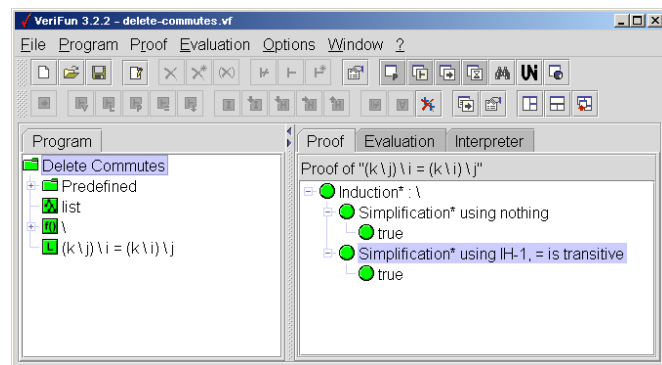 VeriFun 3.2.2 - delete-commutes.vf
File Program Proof Evaluation Options Window ?
Program
Delete Commutes
Predefined
list
f() \
L (k \ j) \ i = (k \ i) \ j
Proof Evaluation Interpreter
Proof of "(k \ j) \ i = (k \ i) \ j"
Induction* : \
Simplification* using nothing
true
Simplification* using IH-1, = is transitive
true